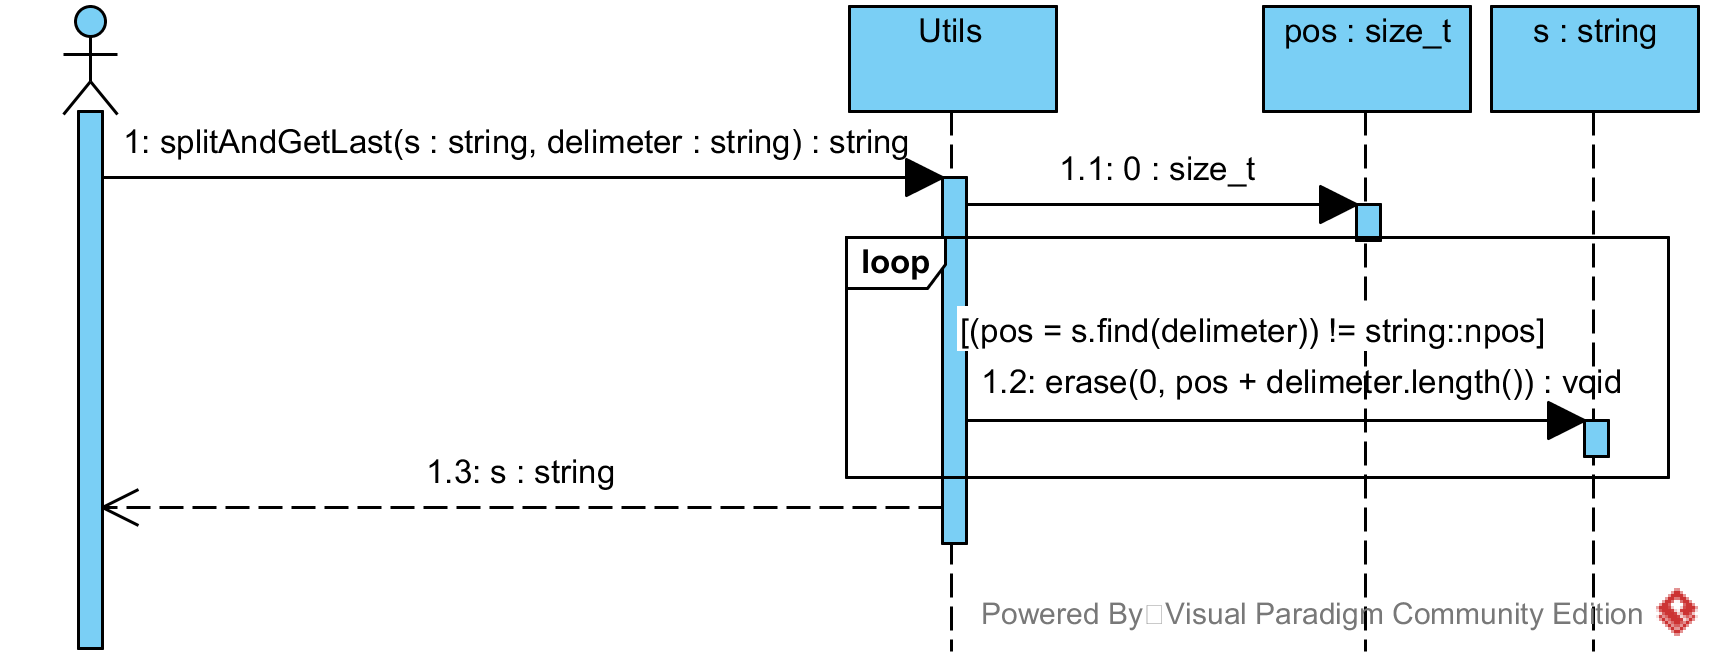 Utils
pos : size_t
s : string
1: splitAndGetLast(s : string, delimeter : string) : string
1.1: 0 : size_t
loop
[(pos = s.find(delimeter)) != string::npos]
1.2: erase(0, pos + delimeter.length()) : void
1.3: s : string
Powered By Visual Paradigm Community Edition